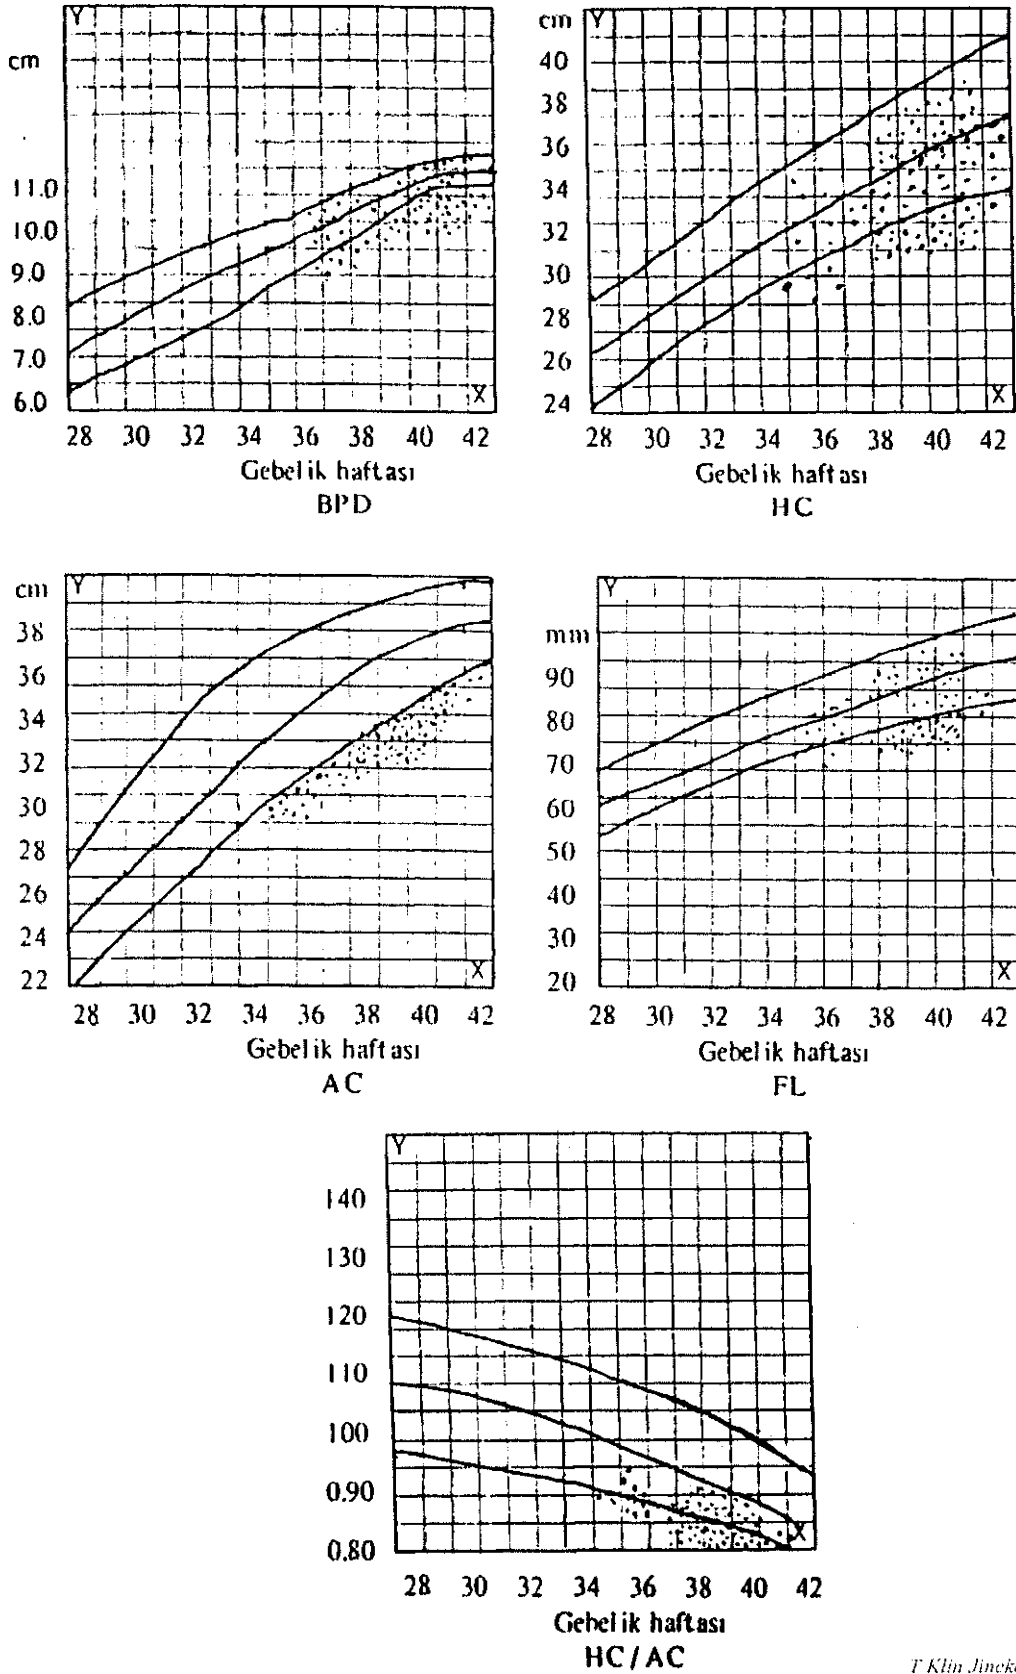 Y
cm
11.0
10.0
9.0
8.0
7.0
6.0
X
28 30 32 34 36 38 40 42
Gebelik haftası
BPD
cm
Y
40
38
36
34
32
30
28
26
24
X
28 30 32 34 36 38 40 42
Gebelik haftası
HC
cm
Y
38
36
34
32
30
28
26
24
22
X
28 30 32 34 36 38 40 42
Gebelik haftası
AC
Y
mm
90
80
70
60
50
40
30
20
X
28 30 32 34 36 38 40 42
Gebelik haftası
FL
Y
140
130
120
110
100
0.90
0.80
X
28 30 32 34 36 38 40 42
Gebelik haftası
HC/AC
T Klin